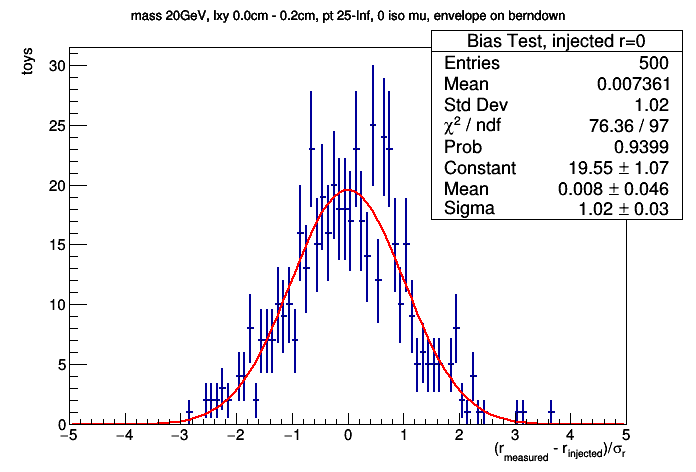 mass 20GeV, lxy 0.0cm - 0.2cm, pt 25-Inf, 0 iso mu, envelope on berndown
Bias Test, injected r=0
Entries 500
Mean 0.007361
Std Dev 1.02
χ² / ndf 76.36 / 97
Prob 0.9399
Constant 19.55 ± 1.07
Mean 0.008 ± 0.046
Sigma 1.02 ± 0.03
toys
30
25
20
15
10
5
0
−5 −4 −3 −2 −1 0 1 2 3 4 5
(r_measured - r_injected)/σ_r